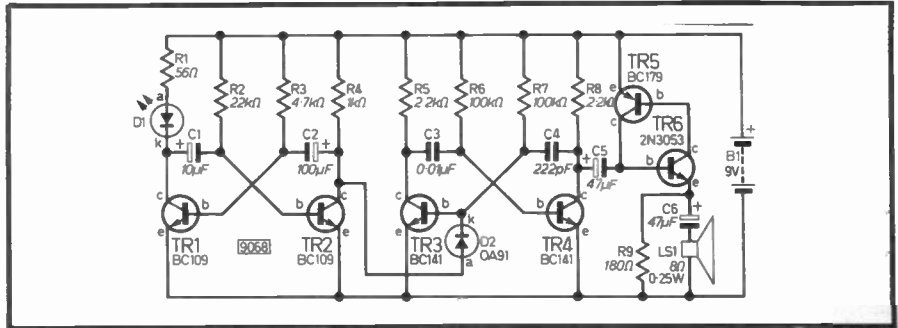 R1
56Ω
a
D1
k
+
C1
10µF
R2
22kΩ
R3
4·7kΩ
C2
+
100µF
R4
1kΩ
c
b
e
TR1
BC109
9068
b
c
e
TR2
BC109
R5
2·2kΩ
C3
0·01µF
R6
100kΩ
R7
100kΩ
C4
222pF
R8
2·2kΩ
c
b
e
TR3
BC141
k
D2
OA91
a
b
c
e
TR4
BC141
+
C5
47µF
TR5
BC179
e
b
c
TR6
2N3053
c
b
e
+
C6
47µF
R9
180Ω
LS1
8Ω
0·25W
+
B1
9V
-